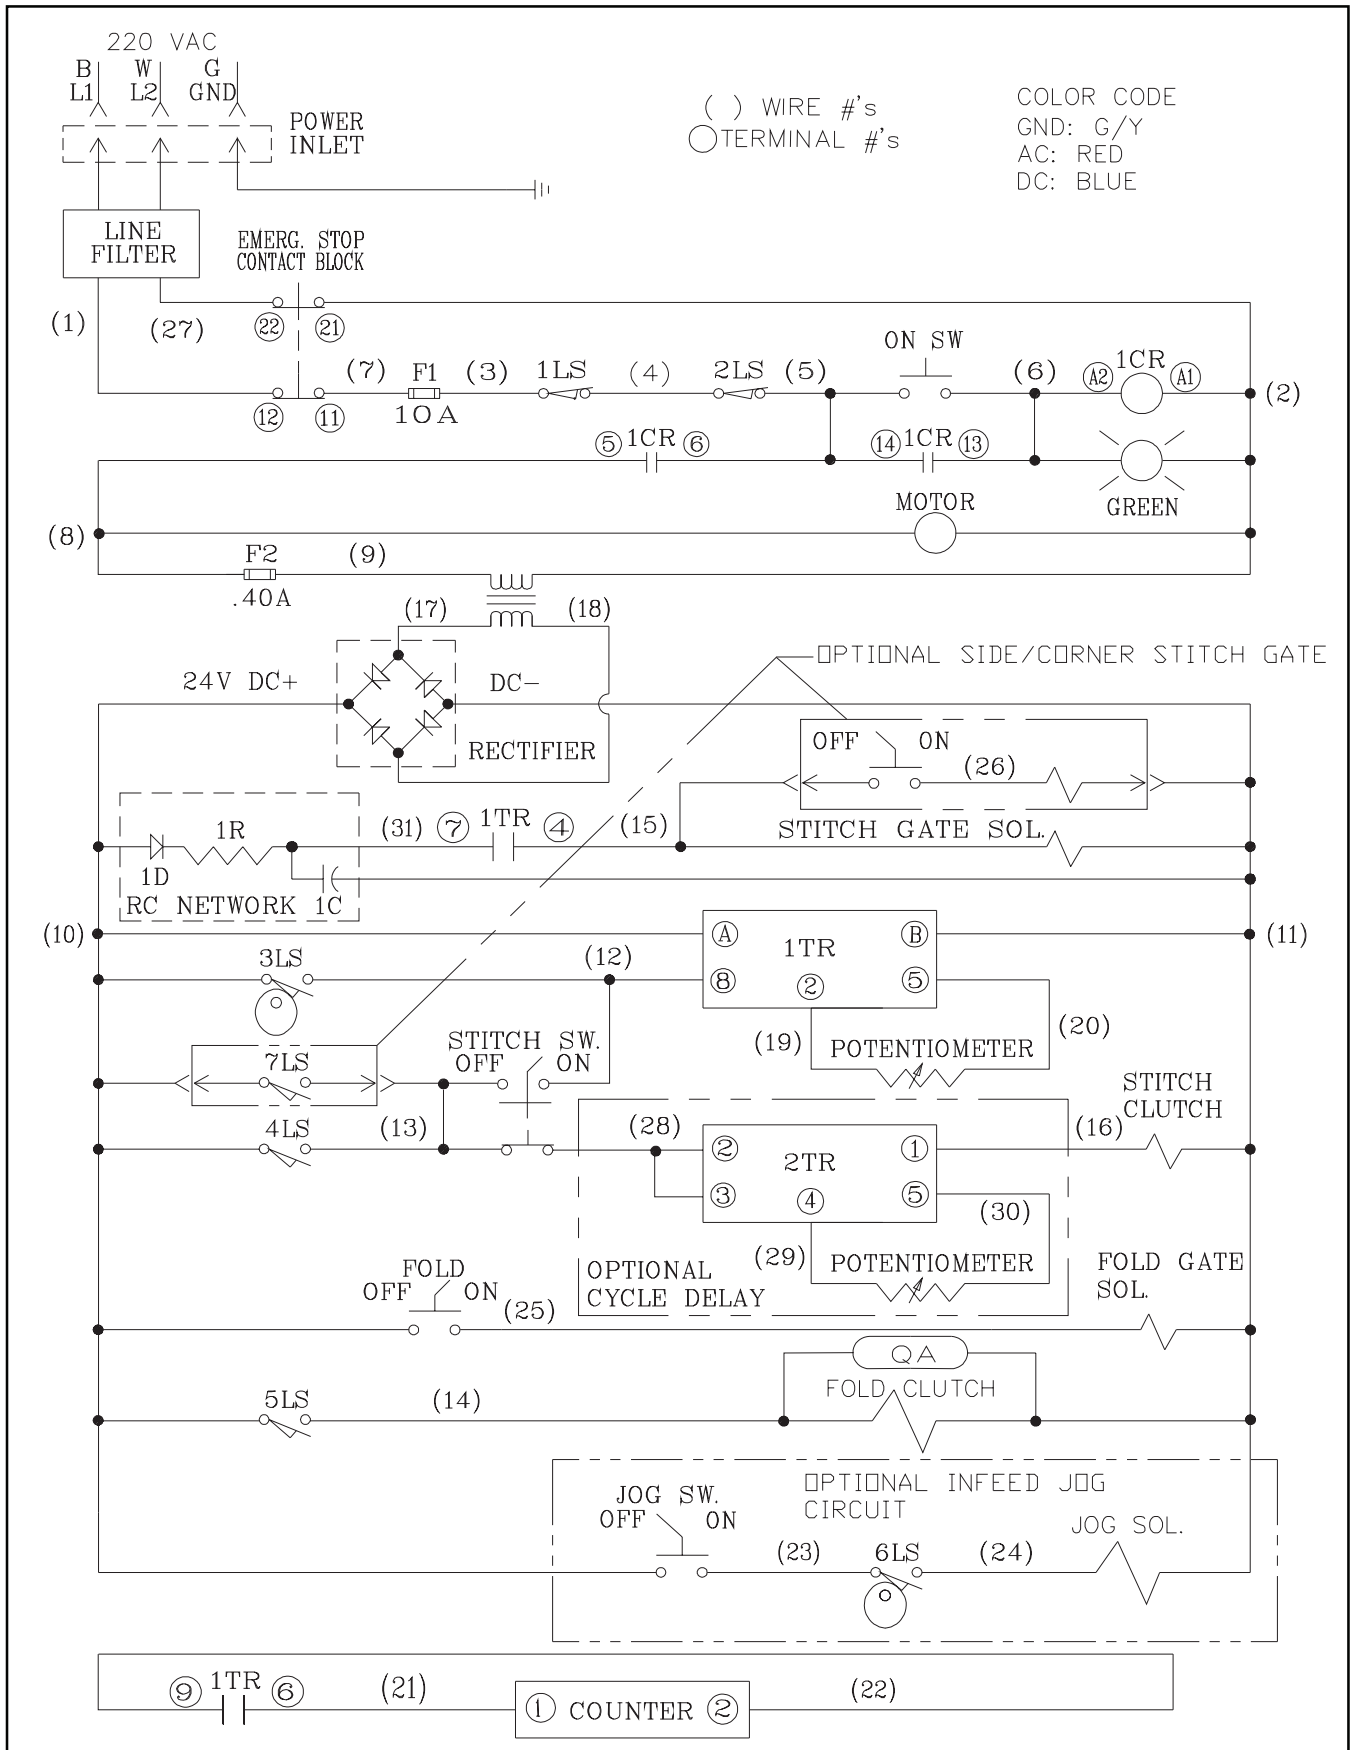 220 VAC
B W G
L1 L2 GND
POWER
INLET
( ) WIRE #'s
TERMINAL #'s
COLOR CODE
GND: G/Y
AC: RED
DC: BLUE
LINE
FILTER
EMERG. STOP
CONTACT BLOCK
(1) (27) 22 21
ON SW
(7) F1 (3) 1LS (4) 2LS (5) (6) A2 1CR A1 (2)
12 11 10A
5 1CR 6 14 1CR 13
MOTOR GREEN
(8) F2 (9)
.40A
(17) (18)
OPTIONAL SIDE/CORNER STITCH GATE
24V DC+ DC-
RECTIFIER
OFF ON (26)
STITCH GATE SOL.
1R (31) 7 1TR 4 (15)
1D
RC NETWORK 1C
(10) A 1TR B (11)
3LS (12) 8 2 5
(19) (20)
POTENTIOMETER
7LS STITCH SW.
OFF ON
STITCH
CLUTCH
4LS (13) (28) 2 2TR 1 (16)
3 4 5
(30)
(29)
POTENTIOMETER
OPTIONAL
CYCLE DELAY
FOLD GATE
SOL.
FOLD
OFF ON (25)
QA
FOLD CLUTCH
5LS (14)
OPTIONAL INFEED JOG
CIRCUIT
JOG SW.
OFF ON
JOG SOL.
(23) 6LS (24)
9 1TR 6 (21) 1 COUNTER 2 (22)